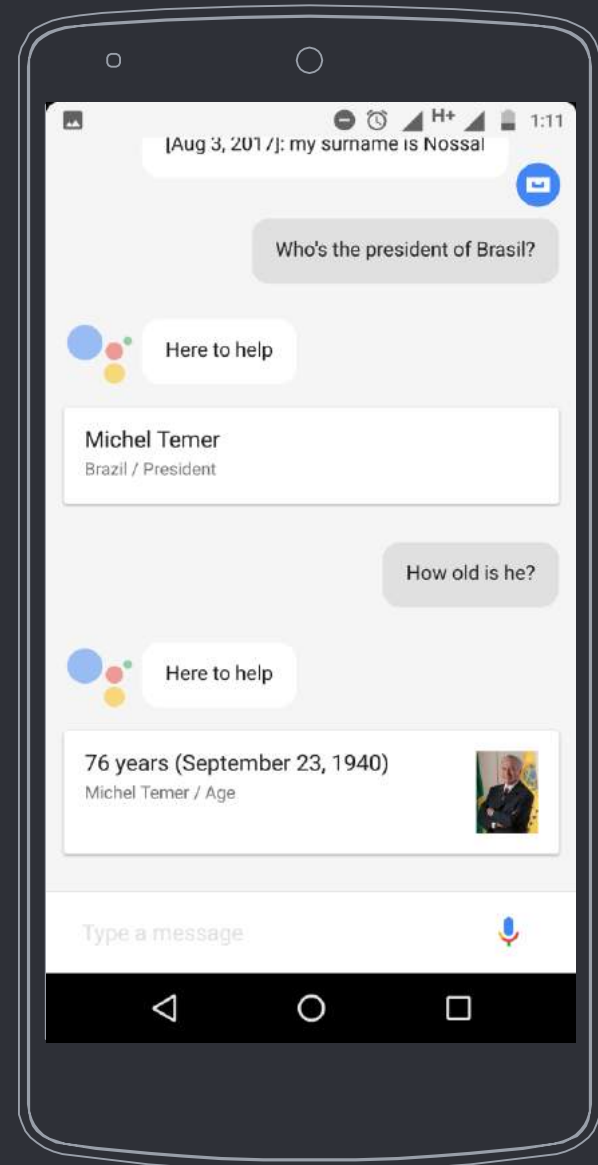 H+ 1:11
[Aug 3, 2017]: my surname is Nossal
Who's the president of Brasil?
Here to help
Michel Temer
Brazil / President
How old is he?
Here to help
76 years (September 23, 1940)
Michel Temer / Age
Type a message